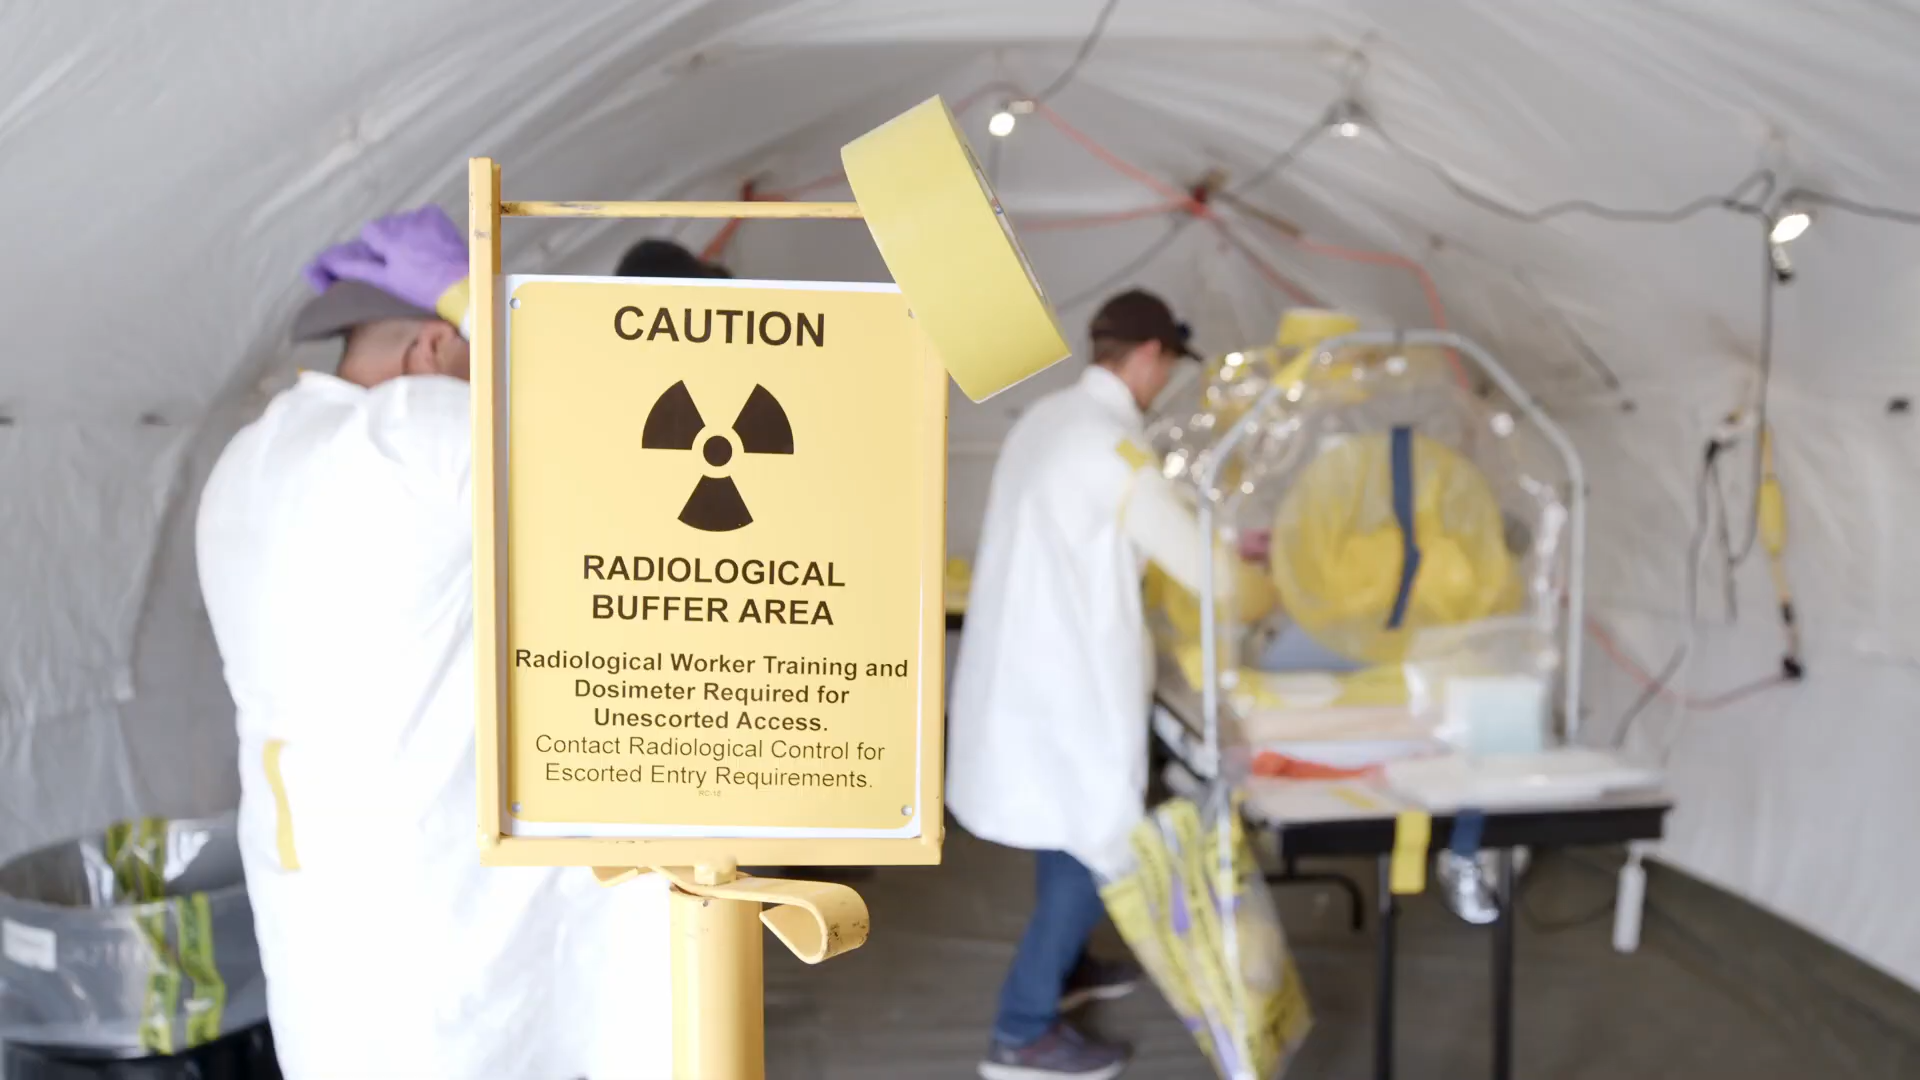 CAUTION
RADIOLOGICAL
BUFFER AREA
Radiological Worker Training and
Dosimeter Required for
Unescorted Access.
Contact Radiological Control for
Escorted Entry Requirements.